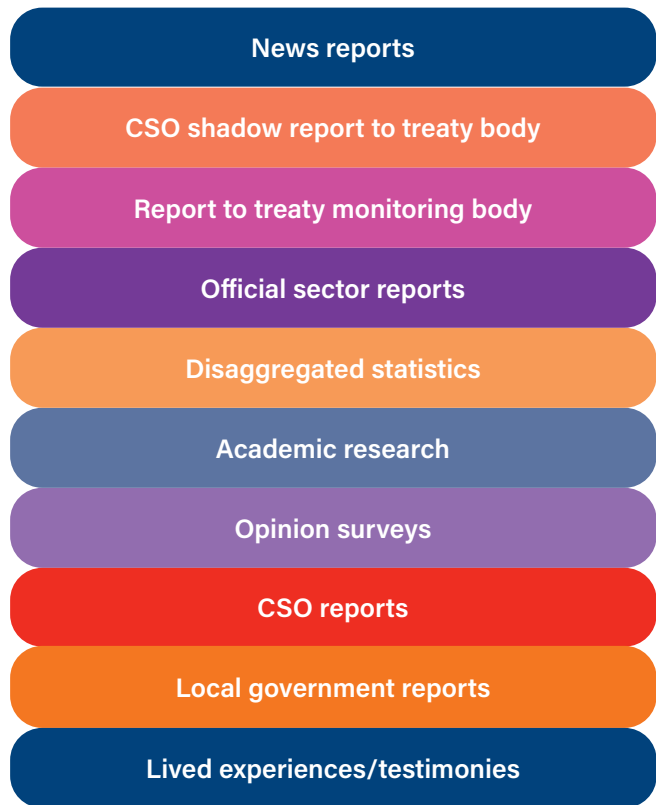 News reports
CSO shadow report to treaty body
Report to treaty monitoring body
Official sector reports
Disaggregated statistics
Academic research
Opinion surveys
CSO reports
Local government reports
Lived experiences/testimonies